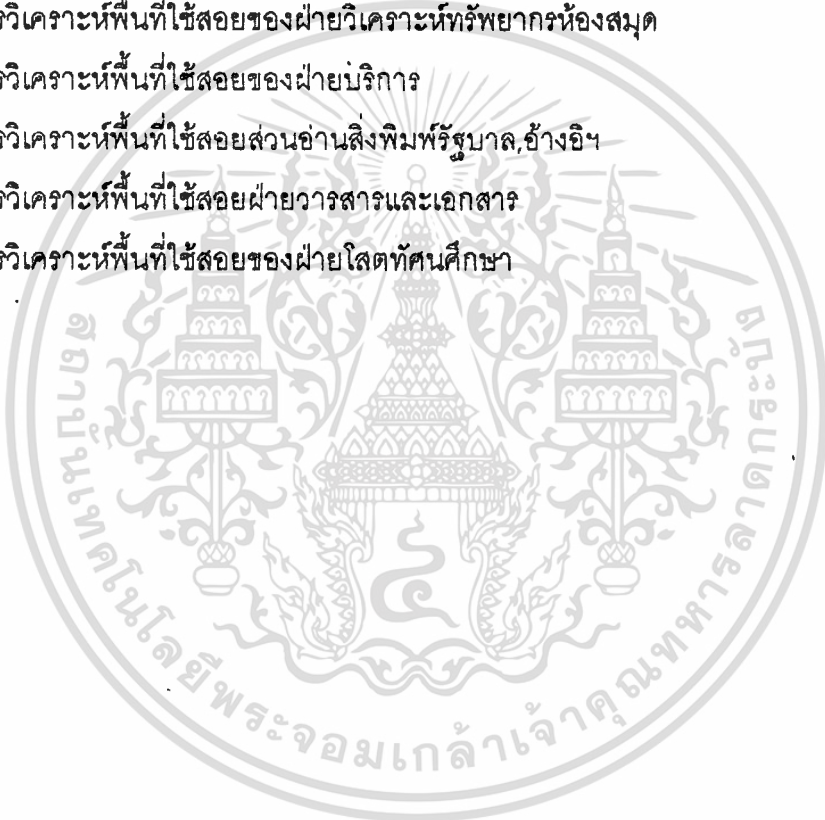 รวิเคราะห์พื้นที่ใช้สอยของฝ่ายวิเคราะห์ทรัพยากรห้องสมุด
รวิเคราะห์พื้นที่ใช้สอยของฝ่ายบริการ
รวิเคราะห์พื้นที่ใช้สอยส่วนอ่านสิ่งพิมพ์รัฐบาล,อ้างอิฯ
รวิเคราะห์พื้นที่ใช้สอยฝ่ายวารสารและเอกสาร
รวิเคราะห์พื้นที่ใช้สอยของฝ่ายโสตทัศนศึกษา
สถาบันเทคโนโลยีพระจอมเกล้าเจ้าคุณทหารลาดกระบัง